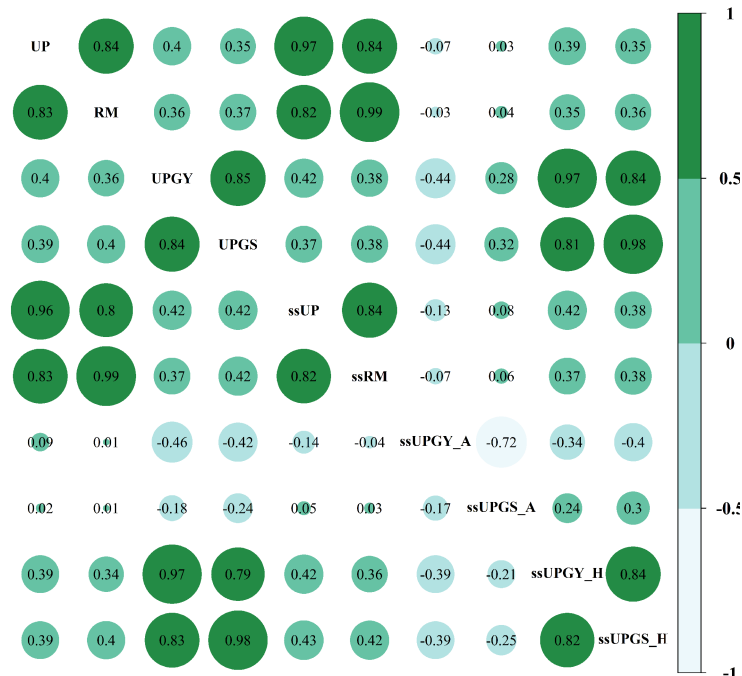 UP 0.84 0.4 0.35 0.97 0.84 -0.07 0.03 0.39 0.35
0.83 RM 0.36 0.37 0.82 0.99 -0.03 0.04 0.35 0.36
0.4 0.36 UPGY 0.85 0.42 0.38 -0.44 0.28 0.97 0.84
0.39 0.4 0.84 UPGS 0.37 0.38 -0.44 0.32 0.81 0.98
0.96 0.8 0.42 0.42 ssUP 0.84 -0.13 0.08 0.42 0.38
0.83 0.99 0.37 0.42 0.82 ssRM -0.07 0.06 0.37 0.38
0.09 0.01 -0.46 -0.42 -0.14 -0.04 ssUPGY_A -0.72 -0.34 -0.4
0.02 0.01 -0.18 -0.24 0.05 0.03 -0.17 ssUPGS_A 0.24 0.3
0.39 0.34 0.97 0.79 0.42 0.36 -0.39 -0.21 ssUPGY_H 0.84
0.39 0.4 0.83 0.98 0.43 0.42 -0.39 -0.25 0.82 ssUPGS_H
1
0.5
0
-0.5
-1